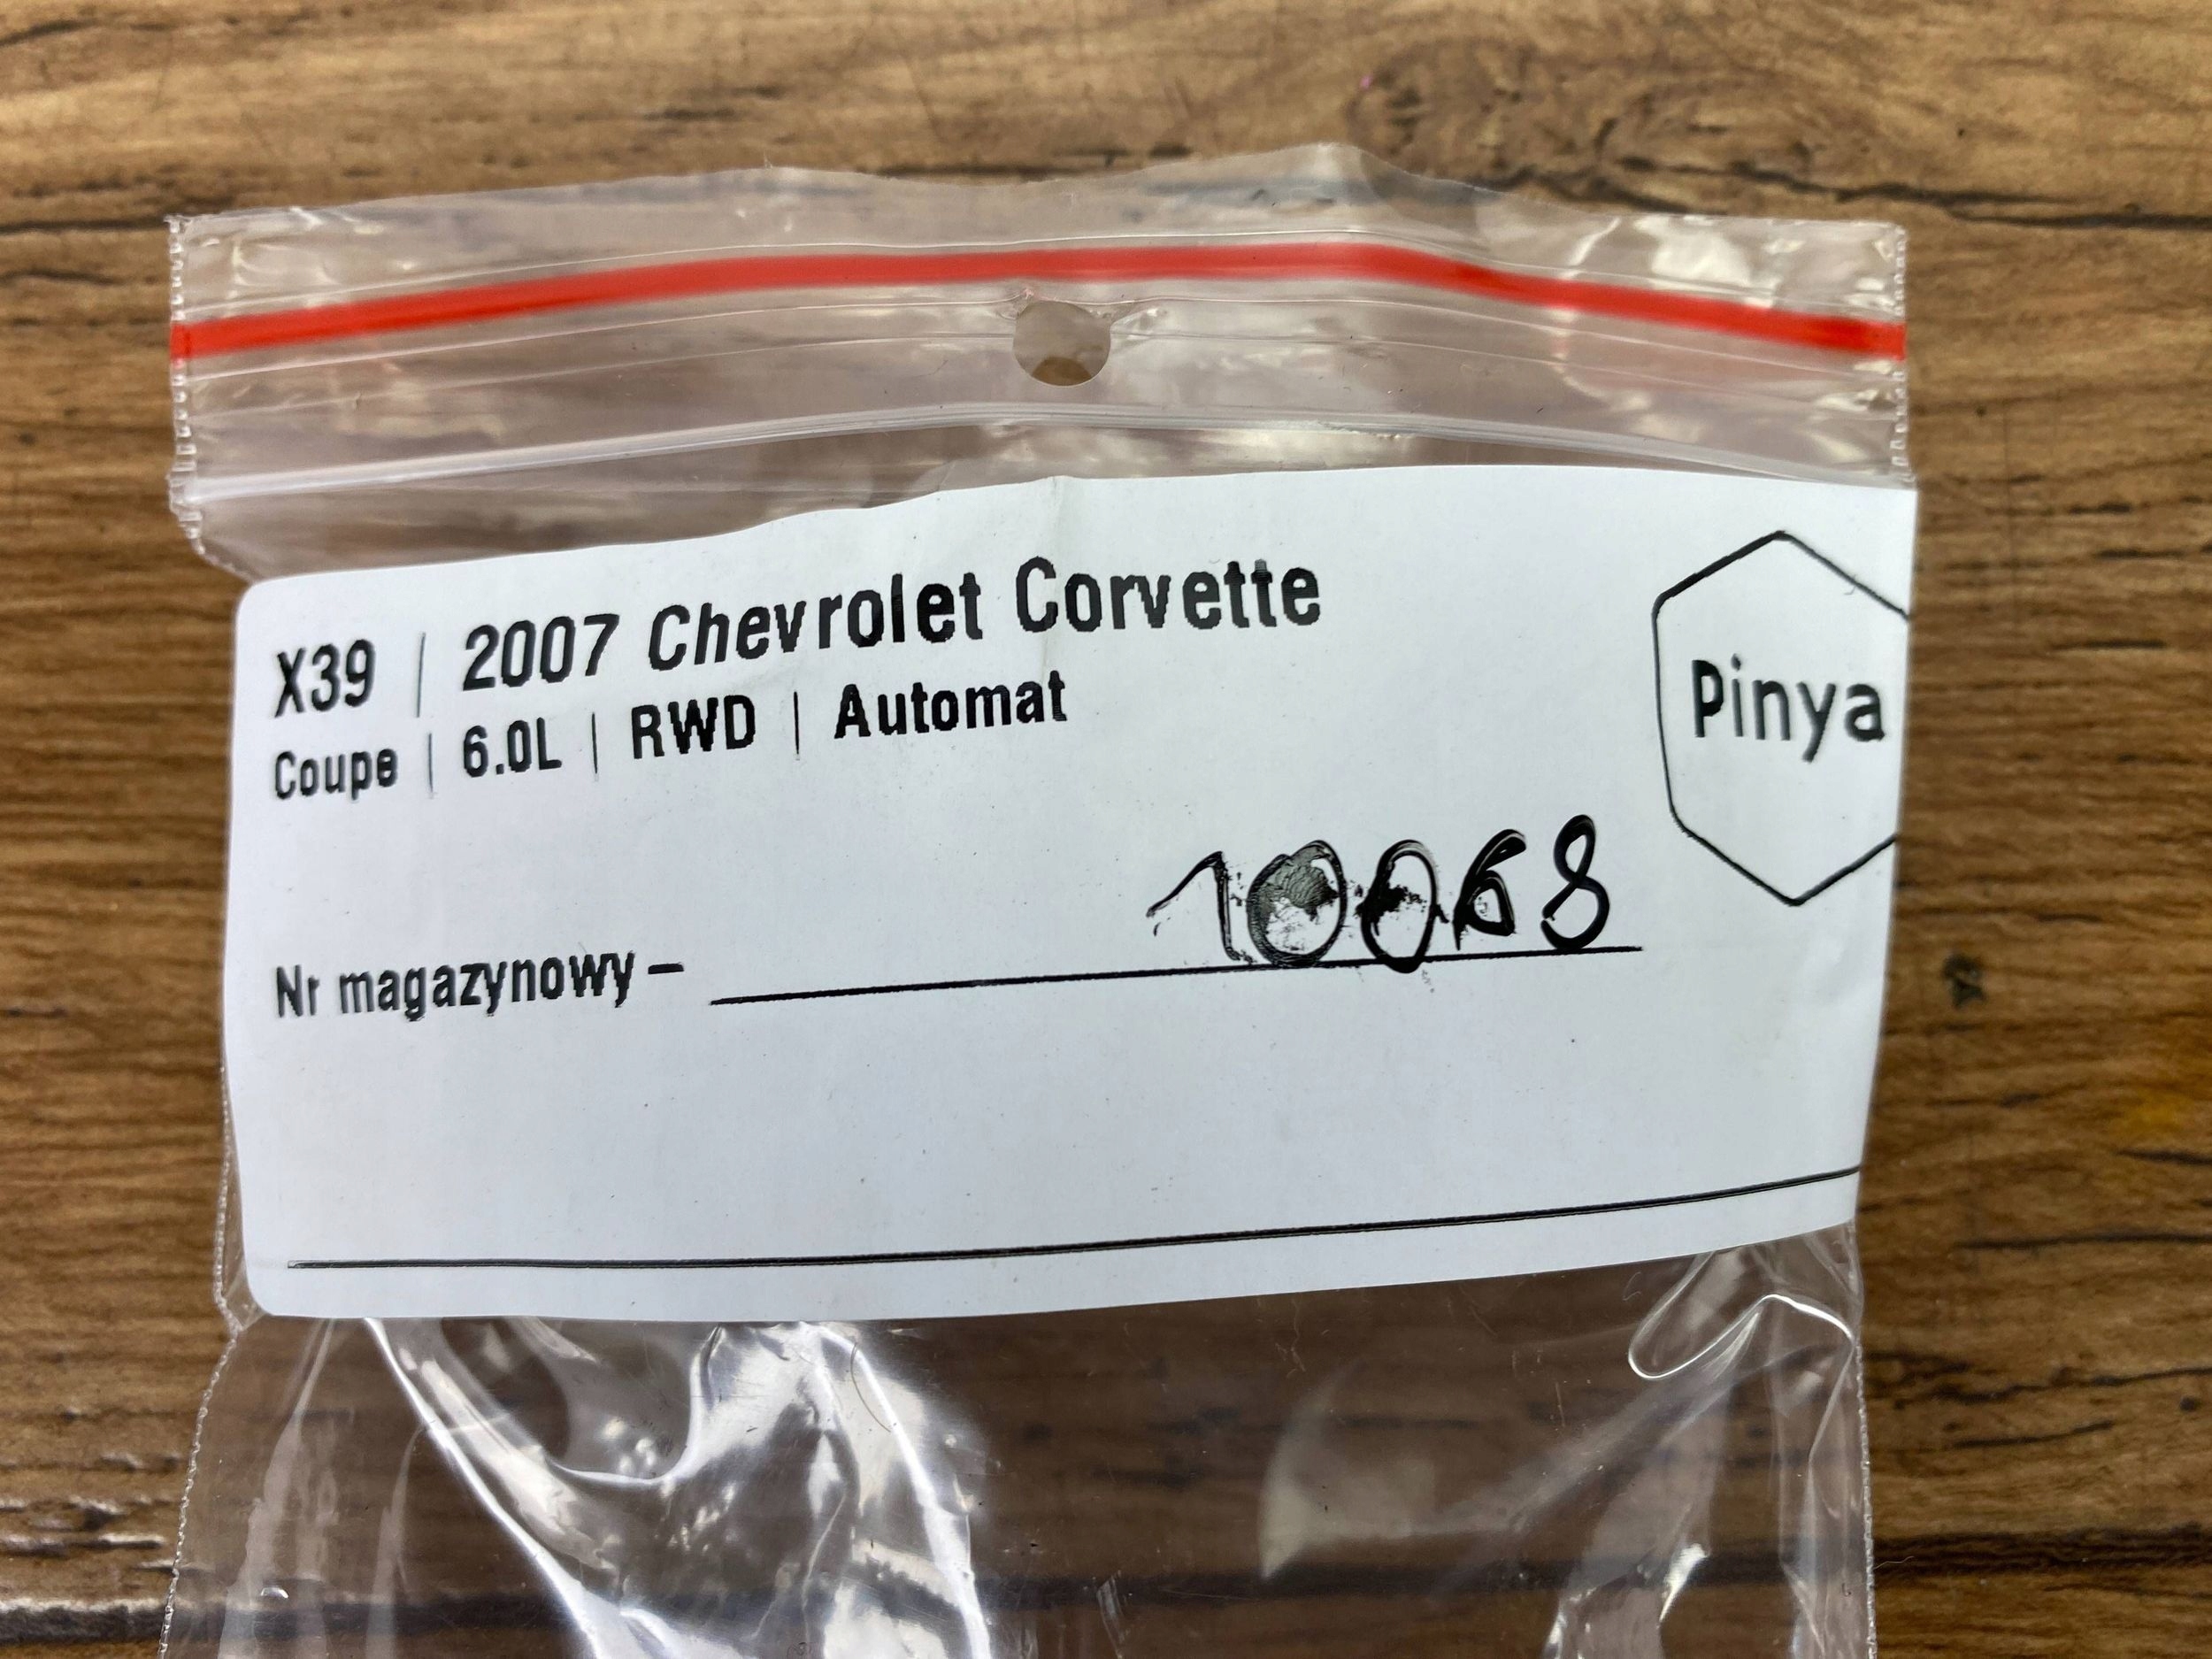 X39 | 2007 Chevrolet Corvette
Coupe | 6.0L | RWD | Automat
Pinya
Nr magazynowy – 10068